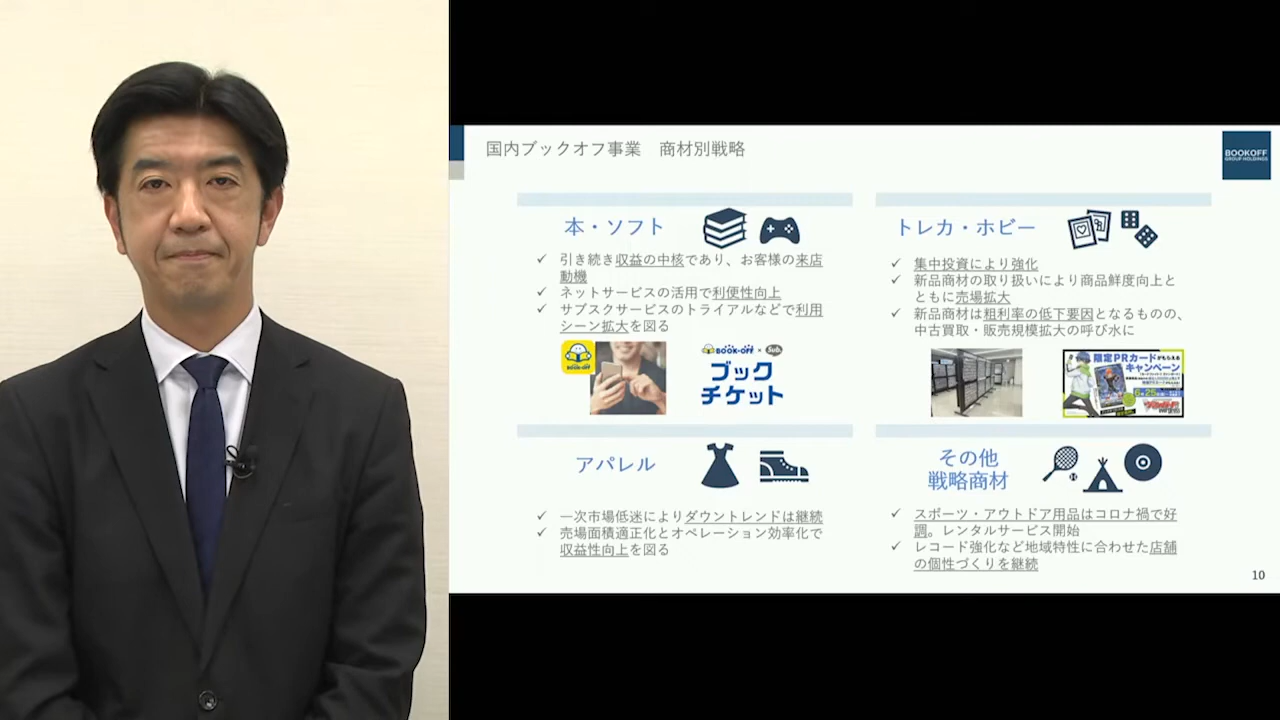 国内ブックオフ事業 商材別戦略
BOOKOFF
GROUP HOLDINGS
本・ソフト
引き続き収益の中核であり、お客様の来店
動機
ネットサービスの活用で利便性向上
サブスクサービスのトライアルなどで利用
シーン拡大を図る
BOOK-OFF
BOOK-OFF × Sub.
ブック
チケット
トレカ・ホビー
集中投資により強化
新品商材の取り扱いにより商品鮮度向上と
ともに売場拡大
新品商材は粗利率の低下要因となるものの、
中古買取・販売規模拡大の呼び水に
限定PRカードがもらえる
キャンペーン
アパレル
一次市場低迷によりダウントレンドは継続
売場面積適正化とオペレーション効率化で
収益性向上を図る
その他
戦略商材
スポーツ・アウトドア用品はコロナ禍で好
調。レンタルサービス開始
レコード強化など地域特性に合わせた店舗
の個性づくりを継続
10